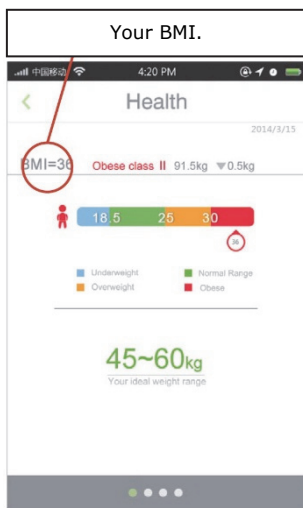 Your BMI.
中国移动 4:20 PM
Health
2014/3/15
BMI=36 Obese class II 91.5kg ▼0.5kg
18.5 25 30
36
Underweight Normal Range
Overweight Obese
45~60kg
Your ideal weight range